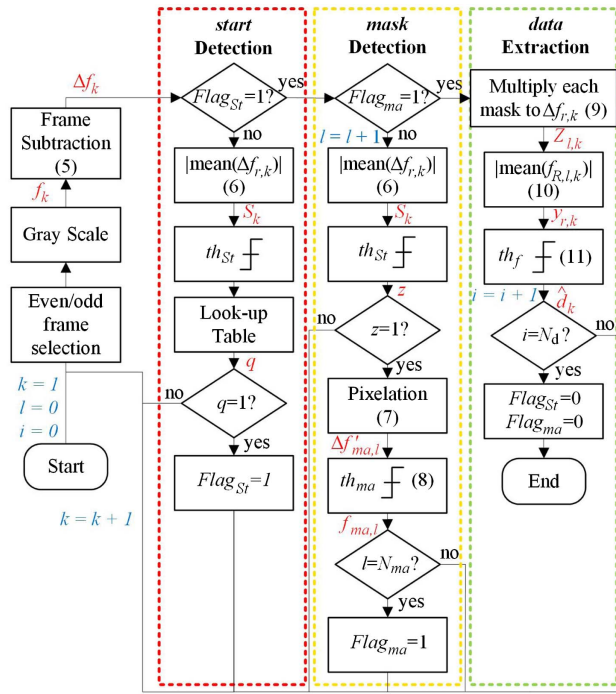 start
Detection
mask
Detection
data
Extraction
Δf_k
Flag_St=1?
yes
no
Flag_ma=1?
yes
l = l + 1
no
Multiply each
mask to Δf_r,k (9)
Z_l,k
Frame
Subtraction
(5)
f_k
Gray Scale
Even/odd
frame
selection
k = 1
l = 0
i = 0
Start
k = k + 1
|mean(Δf_r,k)|
(6)
S_k
th_St
Look-up
Table
q
no
q=1?
yes
Flag_St=1
|mean(Δf_r,k)|
(6)
S_k
th_St
z
no
z=1?
yes
Pixelation
(7)
Δf'_ma,l
th_ma
(8)
f_ma,l
l=N_ma?
no
yes
Flag_ma=1
|mean(f_R,l,k)|
(10)
y_r,k
th_f
(11)
i = i + 1
d̂_k
i=N_d?
no
yes
Flag_St=0
Flag_ma=0
End